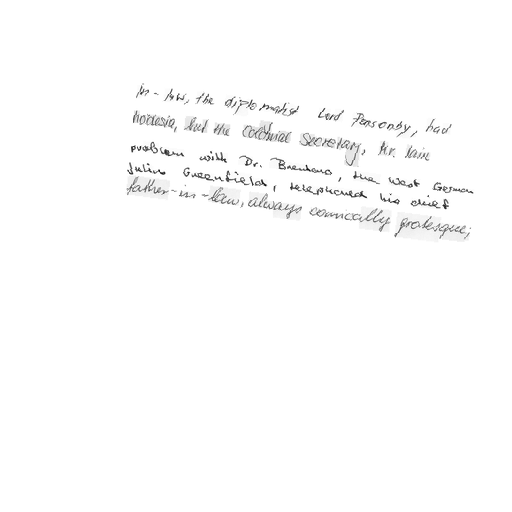 in-law, the diplomatist Lord Ponsonby, had
hodesia, but the Colonial Secretary, Mr. Iain
problem with Dr. Brentano, the West German
Julius Greenfield, telephoned his chief
father-in-law, always comically grotesque;